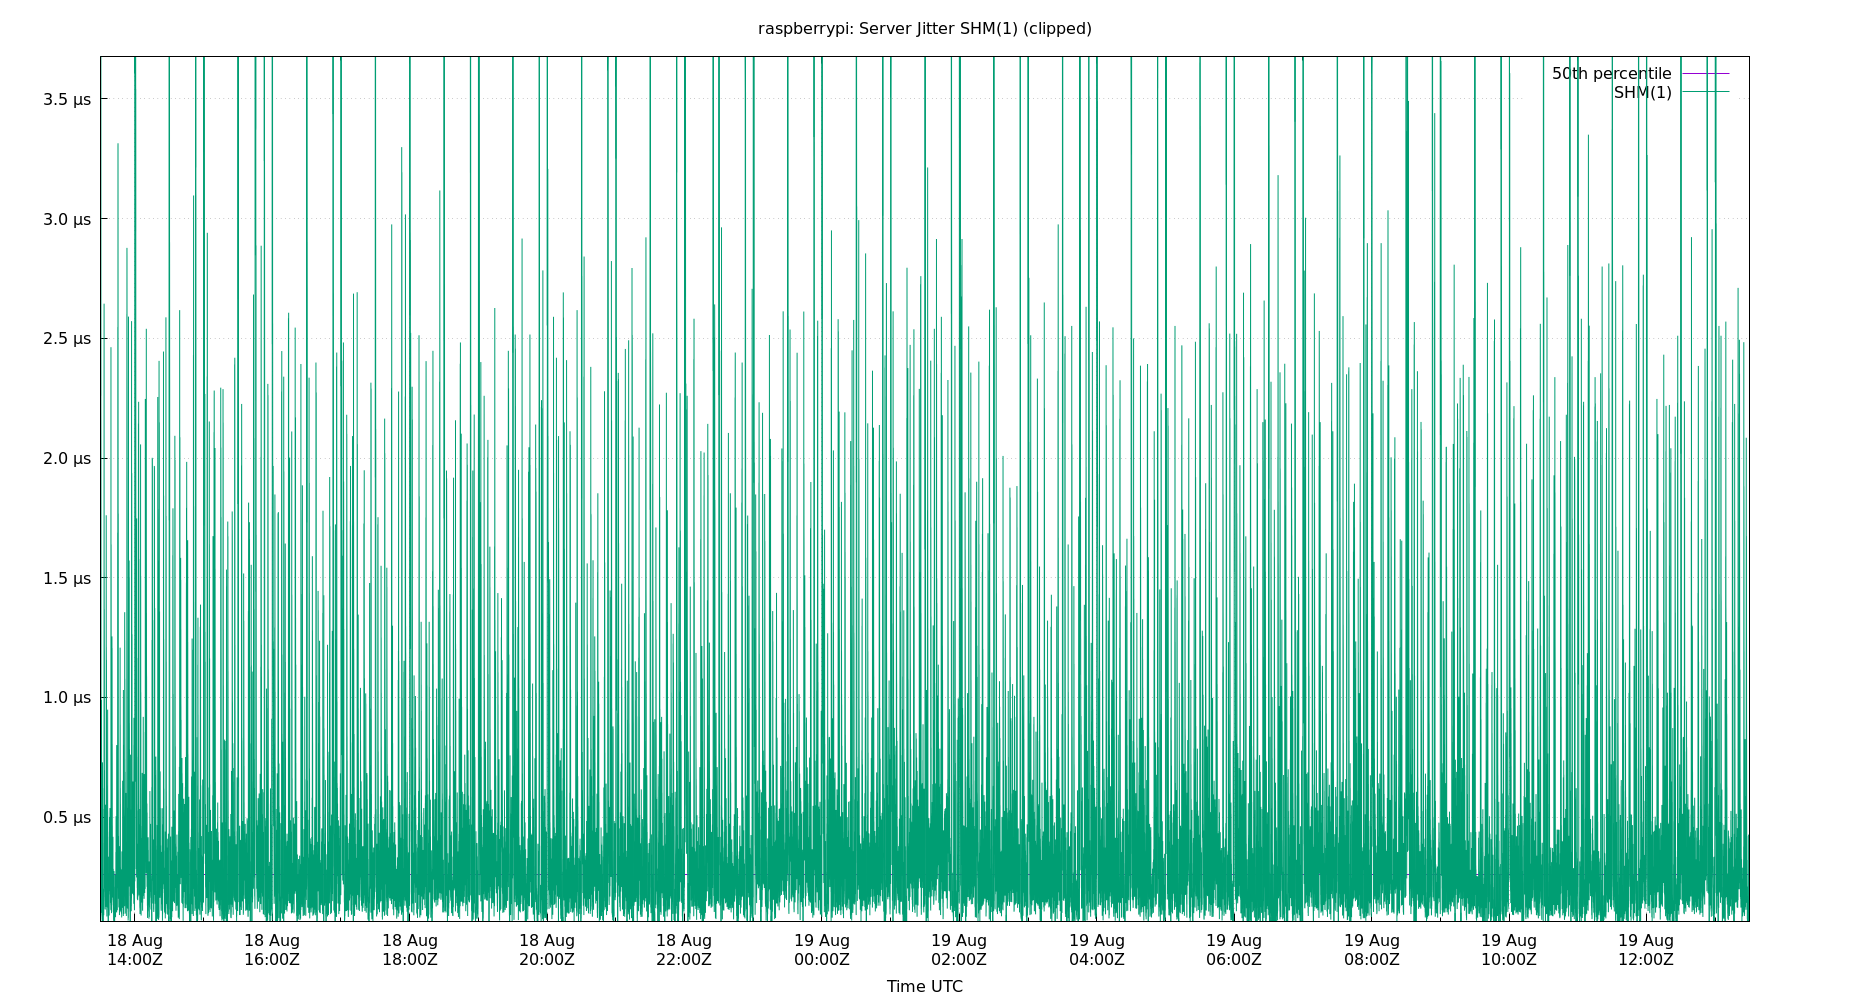 raspberrypi: Server Jitter SHM(1) (clipped)
50th percentile
SHM(1)
3.5 µs
3.0 µs
2.5 µs
2.0 µs
1.5 µs
1.0 µs
0.5 µs
18 Aug 18 Aug 18 Aug 18 Aug 18 Aug 19 Aug 19 Aug 19 Aug 19 Aug 19 Aug 19 Aug 19 Aug
14:00Z 16:00Z 18:00Z 20:00Z 22:00Z 00:00Z 02:00Z 04:00Z 06:00Z 08:00Z 10:00Z 12:00Z
Time UTC